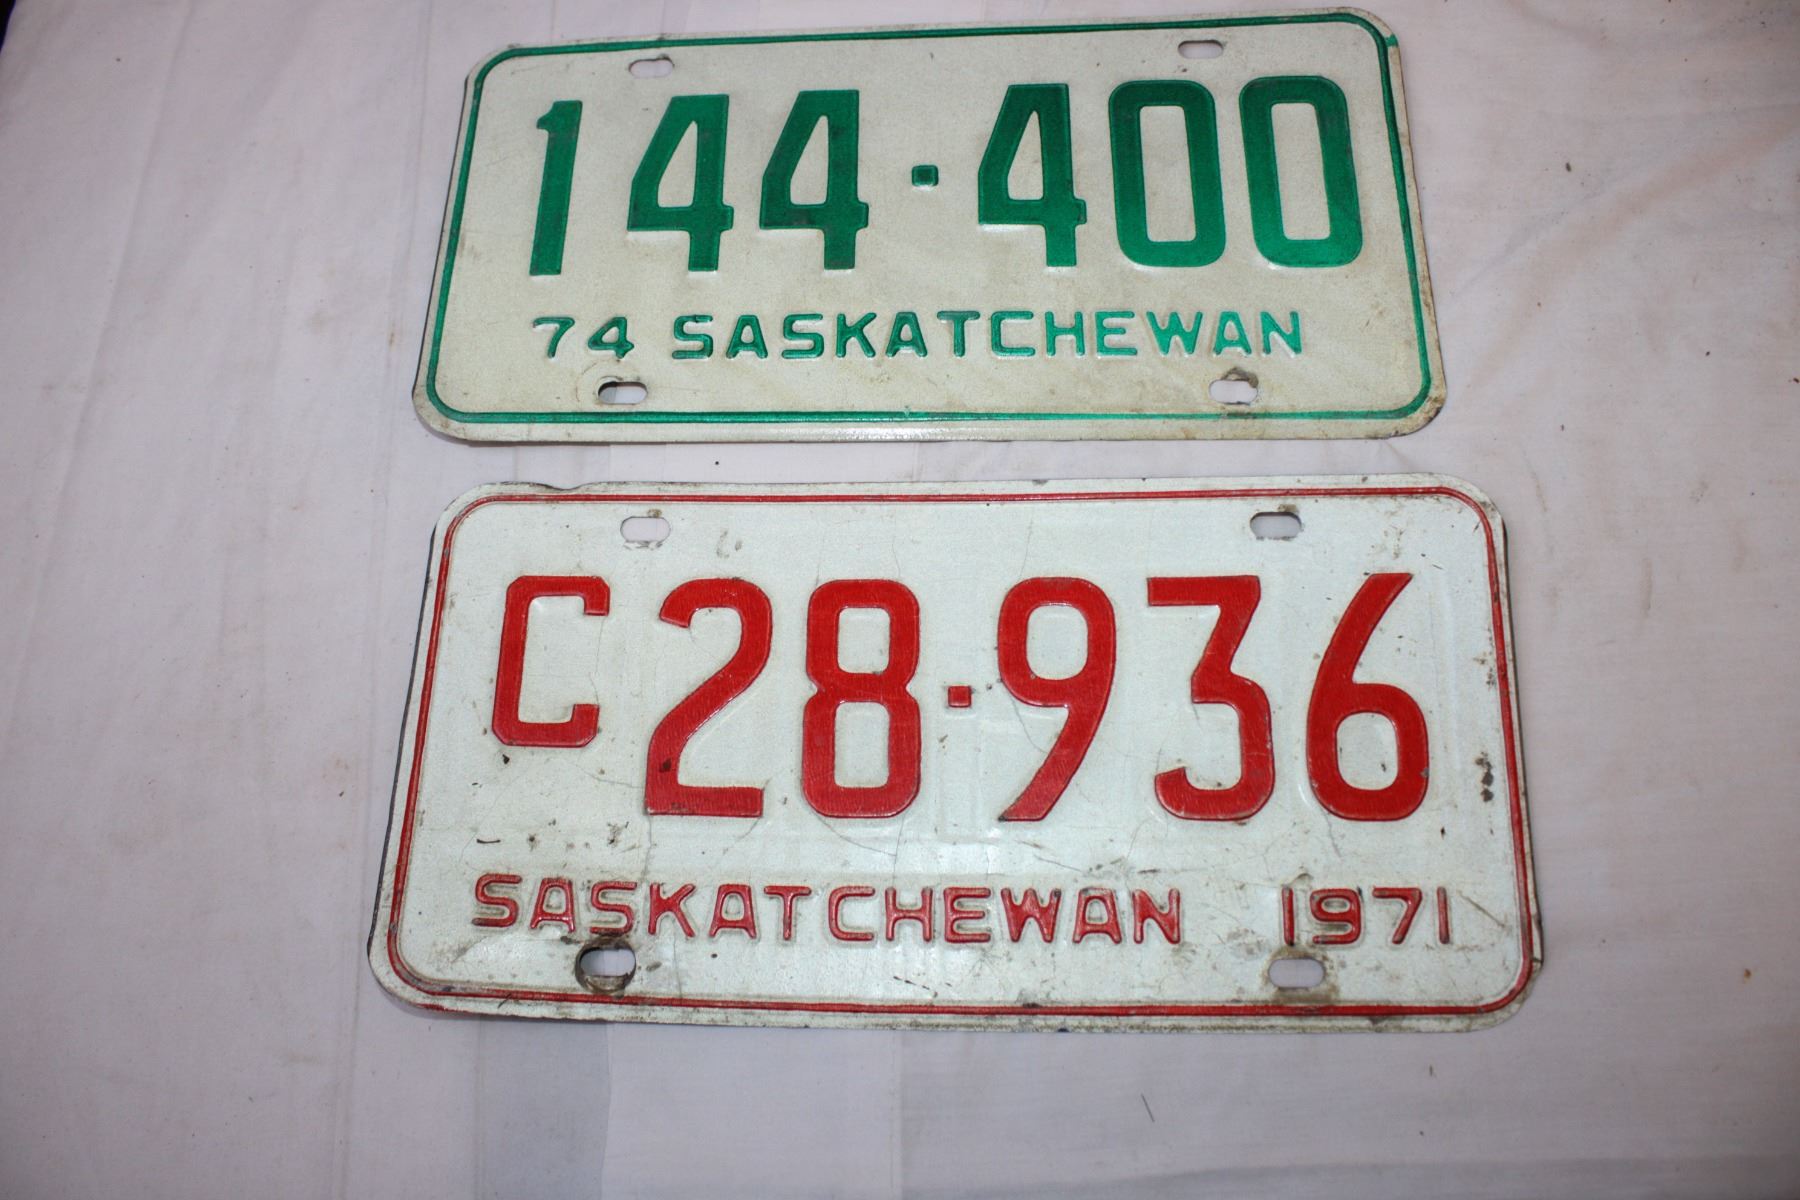 144·400
74 SASKATCHEWAN
C28·936
SASKATCHEWAN 1971